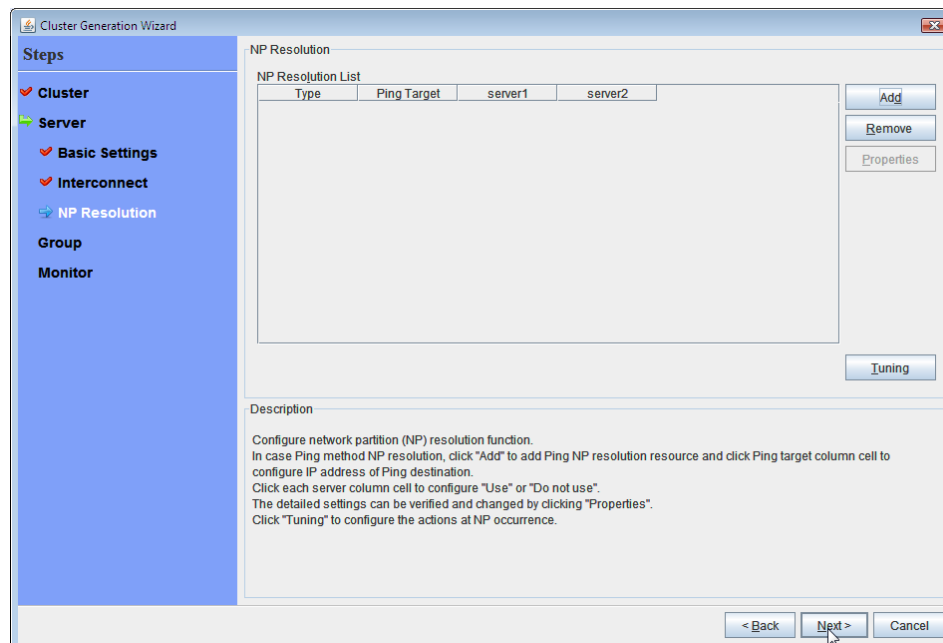 Cluster Generation Wizard
Steps
Cluster
Server
Basic Settings
Interconnect
NP Resolution
Group
Monitor
NP Resolution
NP Resolution List
Type Ping Target server1 server2
Add
Remove
Properties
Tuning
Description
Configure network partition (NP) resolution function.
In case Ping method NP resolution, click "Add" to add Ping NP resolution resource and click Ping target column cell to
configure IP address of Ping destination.
Click each server column cell to configure "Use" or "Do not use".
The detailed settings can be verified and changed by clicking "Properties".
Click "Tuning" to configure the actions at NP occurrence.
< Back Next > Cancel